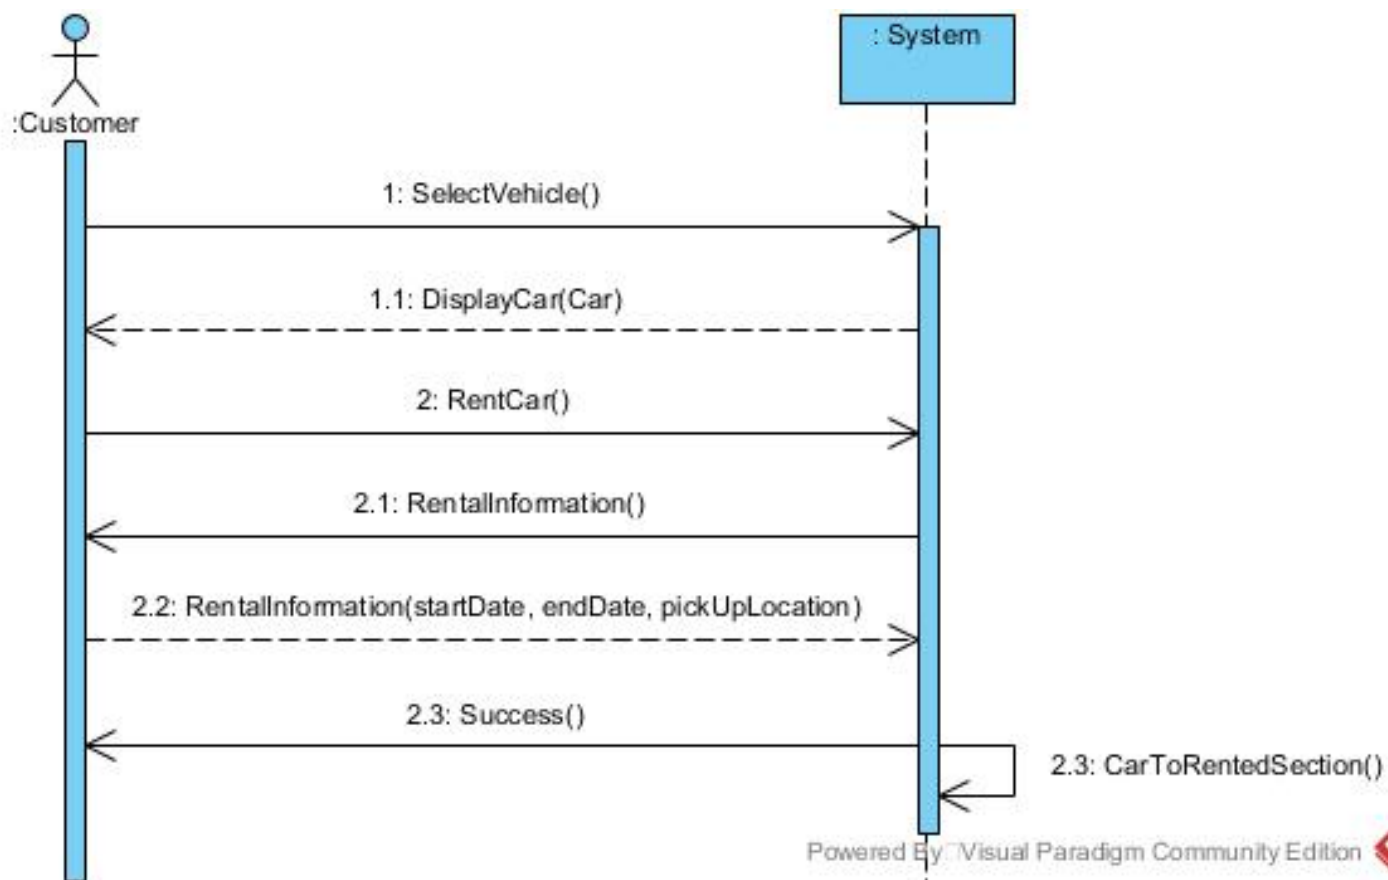 : System
:Customer
1: SelectVehicle()
1.1: DisplayCar(Car)
2: RentCar()
2.1: RentalInformation()
2.2: RentalInformation(startDate, endDate, pickUpLocation)
2.3: Success()
2.3: CarToRentedSection()
Powered By Visual Paradigm Community Edition